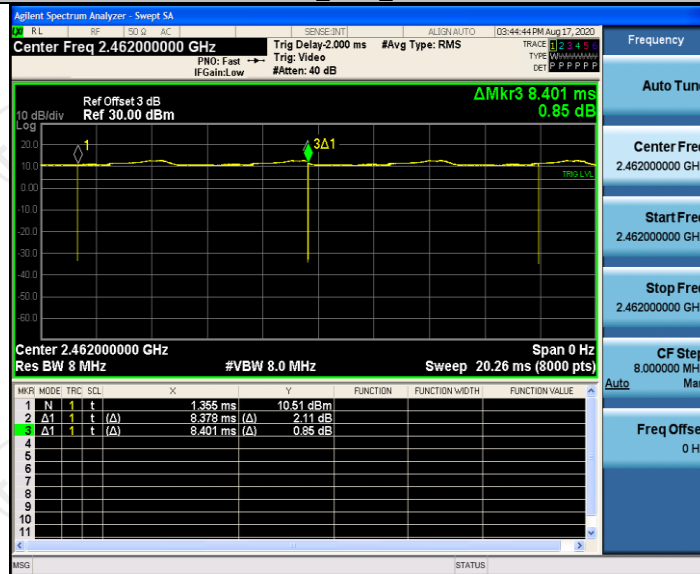 Agilent Spectrum Analyzer - Swept SA
RL RF 50 Ω AC SENSE:INT ALIGN AUTO 03:44:44 PM Aug 17, 2020
Center Freq 2.462000000 GHz
PNO: Fast
IFGain:Low
Trig Delay-2.000 ms
Trig: Video
#Atten: 40 dB
#Avg Type: RMS
TRACE 1 2 3 4 5 6
TYPE W
DET P P P P P P
ΔMkr3 8.401 ms
0.85 dB
Ref Offset 3 dB
10 dB/div Ref 30.00 dBm
Log
20.0
10.0
0.00
-10.0
-20.0
-30.0
-40.0
-50.0
-60.0
1
3Δ1
TRIG LVL
Center 2.462000000 GHz Span 0 Hz
Res BW 8 MHz #VBW 8.0 MHz Sweep 20.26 ms (8000 pts)
MKR MODE TRC SCL X Y FUNCTION FUNCTION WIDTH FUNCTION VALUE
1 N 1 t 1.355 ms 10.51 dBm
2 Δ1 1 t (Δ) 8.378 ms (Δ) 2.11 dB
3 Δ1 1 t (Δ) 8.401 ms (Δ) 0.85 dB
4
5
6
7
8
9
10
11
MSG STATUS
Frequency
Auto Tun
Center Fre
2.462000000 GH
Start Fre
2.462000000 GH
Stop Fre
2.462000000 GH
CF Step
8.000000 MH
Auto Ma
Freq Offse
0 H